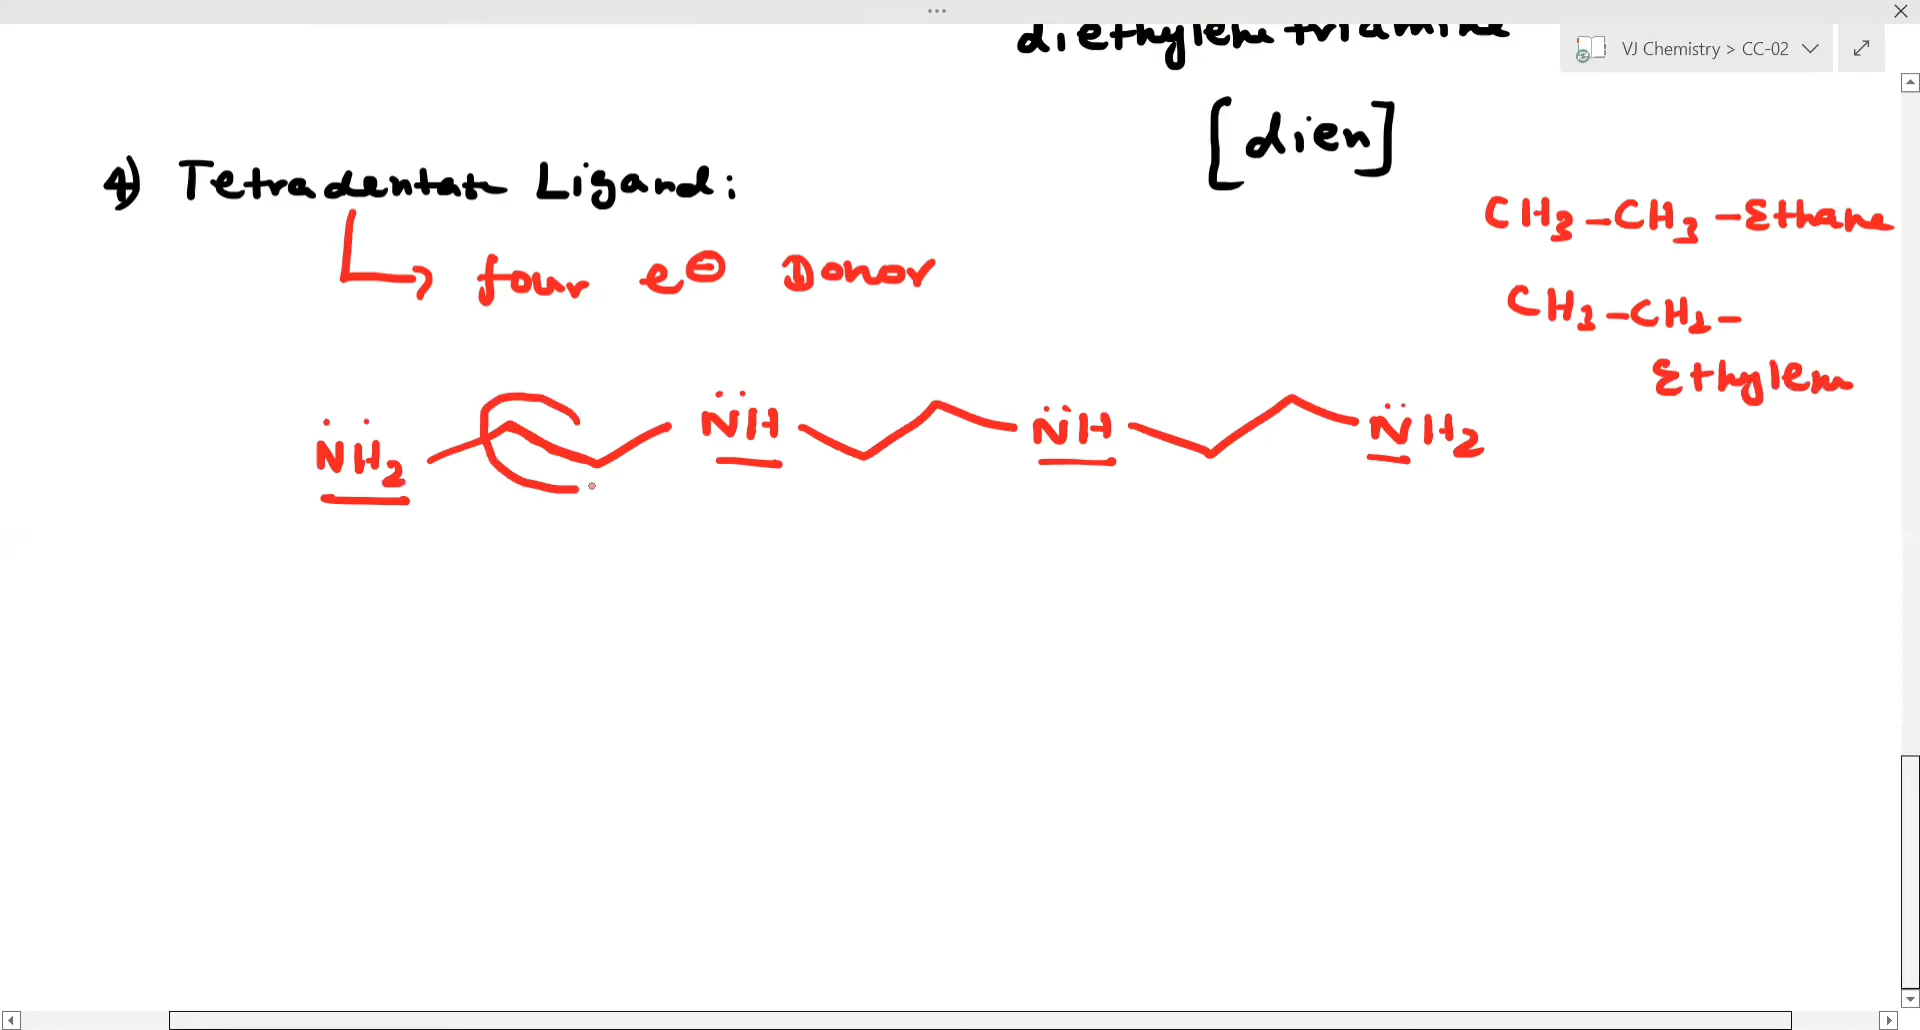 diethylene triamine
VJ Chemistry > CC-02
[dien]
4) Tetradentate Ligand:
CH3-CH3-Ethane
four e⊖ Donor
CH3-CH2-
Ethylene
N̈H2 N̈H N̈H N̈H2